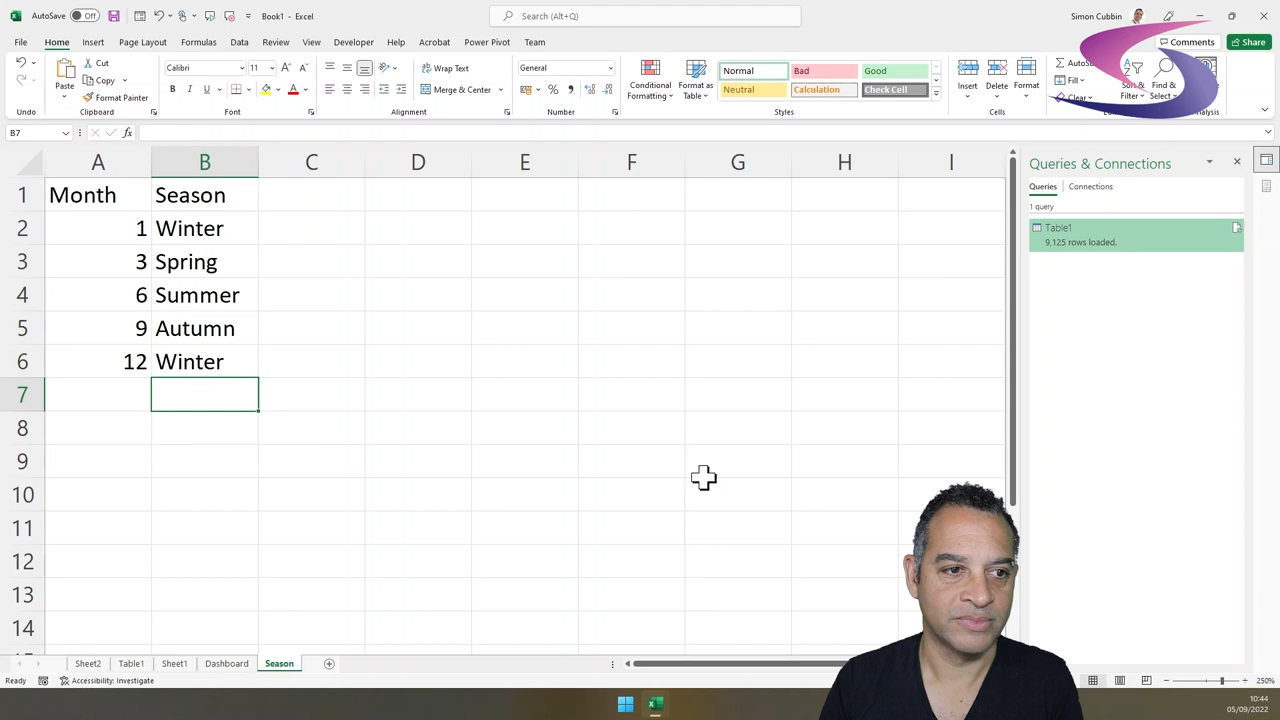 AutoSave Off Book1 - Excel Search (Alt+Q) Simon Cubbin
File Home Insert Page Layout Formulas Data Review View Developer Help Acrobat Power Pivot Team Comments Share
Paste Cut Copy Format Painter
Calibri 11
B I U A
Wrap Text
Merge & Center
General
Conditional Formatting
Format as Table
Normal Bad Good
Neutral Calculation Check Cell
Insert Delete Format
Fill
Clear
Sort & Filter
Find & Select
Undo Clipboard Font Alignment Number Styles Cells
B7 fx
A B C D E F G H I
1 Month Season
2 1 Winter
3 3 Spring
4 6 Summer
5 9 Autumn
6 12 Winter
7
8
9
10
11
12
13
14
Queries & Connections
Queries Connections
1 query
Table1
9,125 rows loaded.
Sheet2 Table1 Sheet1 Dashboard Season
Ready Accessibility: Investigate 250%
10:44
05/09/2022